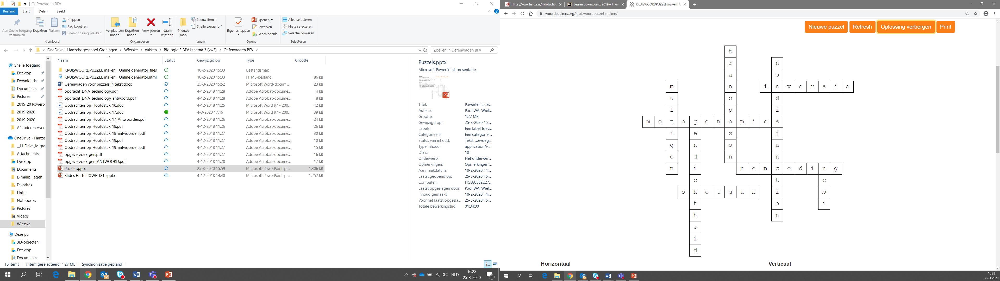 Oefenvragen BFV
Bestand Start Delen Beeld
Aan Snelle toegang vastmaken
Kopiëren
Plakken
Knippen
Pad kopiëren
Snelkoppeling plakken
Klembord
Verplaatsen naar
Kopiëren naar
Verwijderen
Naam wijzigen
Organiseren
Nieuwe map
Nieuw item
Snelle toegang
Nieuw
Eigenschappen
Openen
Bewerken
Geschiedenis
Openen
Alles selecteren
Niets selecteren
Selectie omkeren
Selecteren
OneDrive - Hanzehogeschool Groningen > Wietske > Vakken > Biologie 3 BFV1 thema 3 (kw3) > Oefenvragen BFV >
Zoeken in Oefenvragen BFV
Snelle toegang
Desktop
Downloads
Documents
Pictures
2019_20 Powerpo
2019-2020
2019-2020
Afstuderen Averi
OneDrive - Hanze
__H-Drive_Migra
Attachments
Desktop
Documents
E-mailbijlagen
Favorites
Links
Notebooks
Pictures
Videos
Wietske
Deze pc
3D-objecten
Desktop
Documents
Naam Status Gewijzigd op Type Grootte
KRUISWOORDPUZZEL maken _ Online generator_files 10-2-2020 15:33 Bestandsmap
KRUISWOORDPUZZEL maken _ Online generator.html 10-2-2020 15:33 HTML-bestand 86 kB
Oefenvragen voor puzzels in tekst.docx 25-3-2020 15:52 Microsoft Word-docum... 23 kB
opdracht_DNA_technology.pdf 4-12-2018 11:28 Adobe Acrobat-docume... 4 kB
opdracht_DNA_technology_antwoord.pdf 4-12-2018 11:28 Adobe Acrobat-docume... 8 kB
Opdrachten_bij_Hoofdstuk_16.doc 4-12-2018 11:25 Microsoft Word 97 - 200... 42 kB
Opdrachten_bij_Hoofdstuk_17.doc 4-3-2020 17:46 Microsoft Word 97 - 200... 39 kB
Opdrachten_bij_Hoofdstuk_17_Antwoorden.pdf 4-12-2018 11:26 Adobe Acrobat-docume... 24 kB
Opdrachten_bij_Hoofdstuk_18.pdf 4-12-2018 11:26 Adobe Acrobat-docume... 26 kB
Opdrachten_bij_Hoofdstuk_18_antwoorden.pdf 4-12-2018 11:27 Adobe Acrobat-docume... 30 kB
Opdrachten_bij_Hoofdstuk_19.pdf 4-12-2018 11:27 Adobe Acrobat-docume... 10 kB
Opdrachten_bij_Hoofdstuk_19_antwoorden.pdf 4-12-2018 11:27 Adobe Acrobat-docume... 15 kB
opgave_zoek_gen.pdf 4-12-2018 11:27 Adobe Acrobat-docume... 16 kB
opgave_zoek_gen_ANTWOORD.pdf 4-12-2018 11:28 Adobe Acrobat-docume... 17 kB
Puzzels.pptx 25-3-2020 15:59 Microsoft PowerPoint-pr... 1.306 kB
Slides Hs 16 POWE 1819.pptx 4-12-2018 14:40 Microsoft PowerPoint-pr... 1.252 kB
Puzzels.pptx
Microsoft PowerPoint-presentatie
Titel: PowerPoint-pr...
Auteurs: Pool WA, Wiet...
Grootte: 1,27 MB
Gewijzigd op: 25-3-2020 15:...
Labels: Een label toev...
Categorieën: Een categorie ...
Status van inhoud: Tekst toevoeg...
Type inhoud: application/v...
Dia's: 10
Onderwerp: Het onderwer...
Opmerkingen: Opmerkingen ...
Aanmaakdatum: 10-2-2020 14:...
Laatst geopend op: 25-3-2020 15:...
Computer: HGL80E82C27...
Laatst opgeslagen door: Pool WA, Wiet...
Inhoud gemaakt: 10-2-2020 14:...
Voor het laatst opgesla... 25-3-2020 15:...
Totale bewerkingstijd: 01:34:00
16 items 1 item geselecteerd 1,27 MB Synchronisatie gepland
NLD
16:28
25-3-2020
https://www.hanze.nl/nld/dashb
Lessen powerpoints 2019 – Then
KRUISWOORDPUZZEL maken | O
woordzoekers.org/kruiswoordpuzzel-maken/
Nieuwe puzzel Refresh Oplossing verbergen Print
transposon
nondisjunction
inversie
multigen
metagenomics
gendichtheid
noncoding
ncbi
shotgun
Horizontaal Verticaal
16:28
25-3-2020